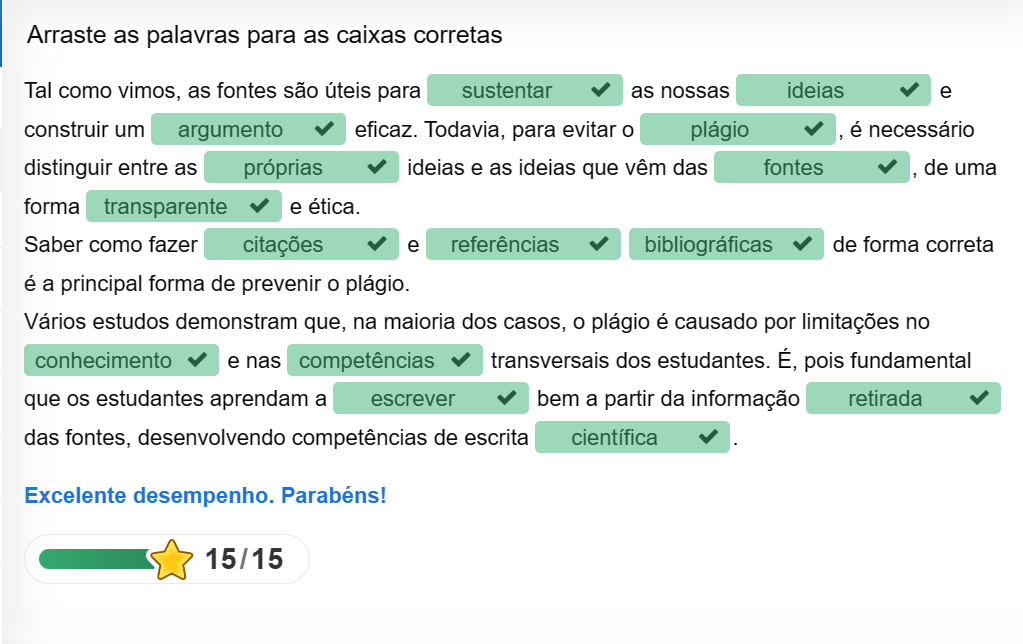 Arraste as palavras para as caixas corretas
Tal como vimos, as fontes são úteis para sustentar as nossas ideias e
construir um argumento eficaz. Todavia, para evitar o plágio, é necessário
distinguir entre as próprias ideias e as ideias que vêm das fontes, de uma
forma transparente e ética.
Saber como fazer citações e referências bibliográficas de forma correta
é a principal forma de prevenir o plágio.
Vários estudos demonstram que, na maioria dos casos, o plágio é causado por limitações no
conhecimento e nas competências transversais dos estudantes. É, pois fundamental
que os estudantes aprendam a escrever bem a partir da informação retirada
das fontes, desenvolvendo competências de escrita científica.
Excelente desempenho. Parabéns!
15/15